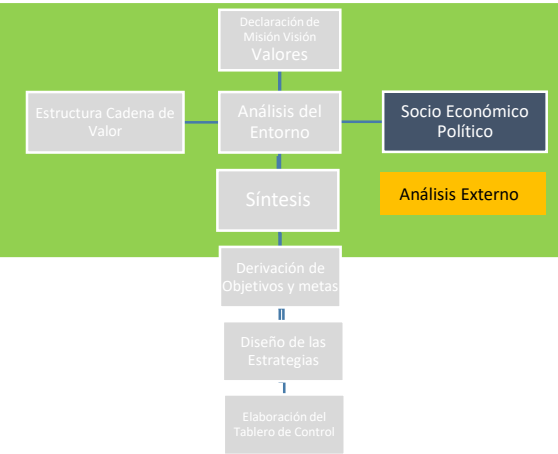 Declaración de
Misión Visión
Valores
Estructura Cadena de
Valor
Análisis del
Entorno
Socio Económico
Político
Síntesis
Análisis Externo
Derivación de
Objetivos y metas
Diseño de las
Estrategias
Elaboración del
Tablero de Control